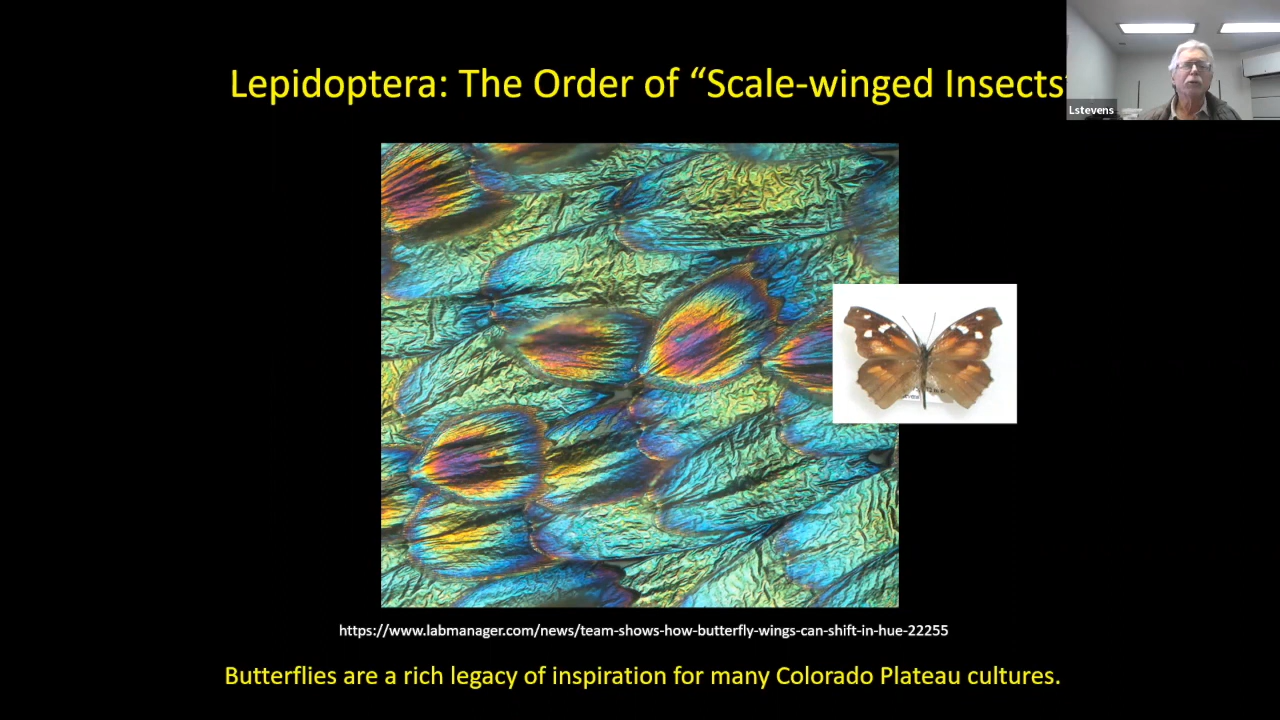 Lepidoptera: The Order of “Scale-winged Insects
Lstevens
https://www.labmanager.com/news/team-shows-how-butterfly-wings-can-shift-in-hue-22255
Butterflies are a rich legacy of inspiration for many Colorado Plateau cultures.